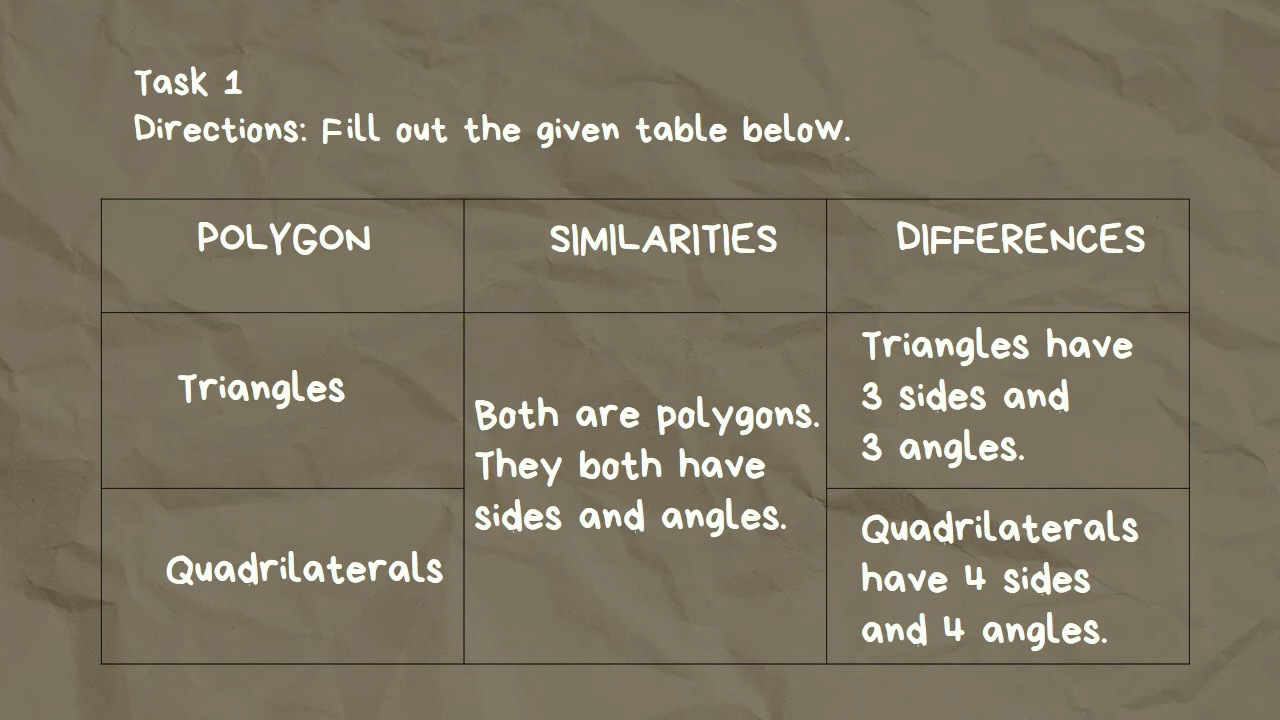 Task 1
Directions: Fill out the given table below.
POLYGON
SIMILARITIES
DIFFERENCES
Triangles
Both are polygons.
They both have
sides and angles.
Triangles have
3 sides and
3 angles.
Quadrilaterals
Quadrilaterals
have 4 sides
and 4 angles.